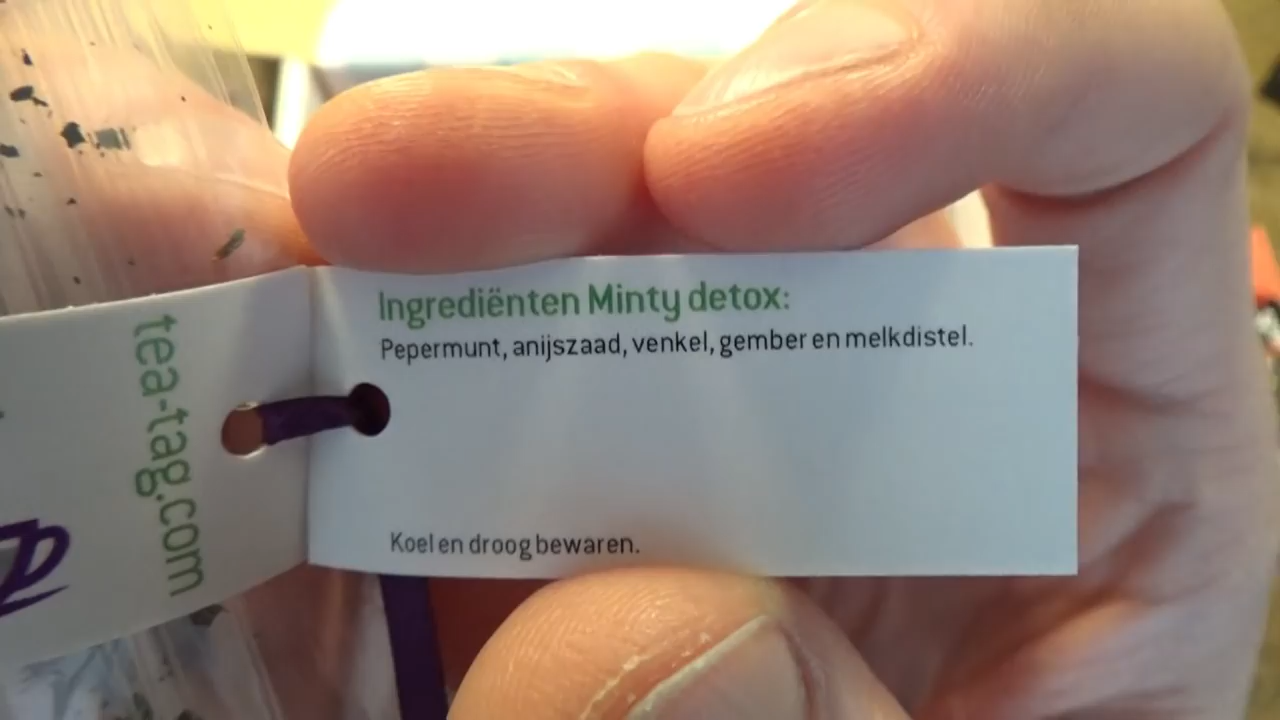 Ingrediënten Minty detox:
Pepermunt, anijszaad, venkel, gember en melkdistel.
Koel en droog bewaren.
tea-tag.com